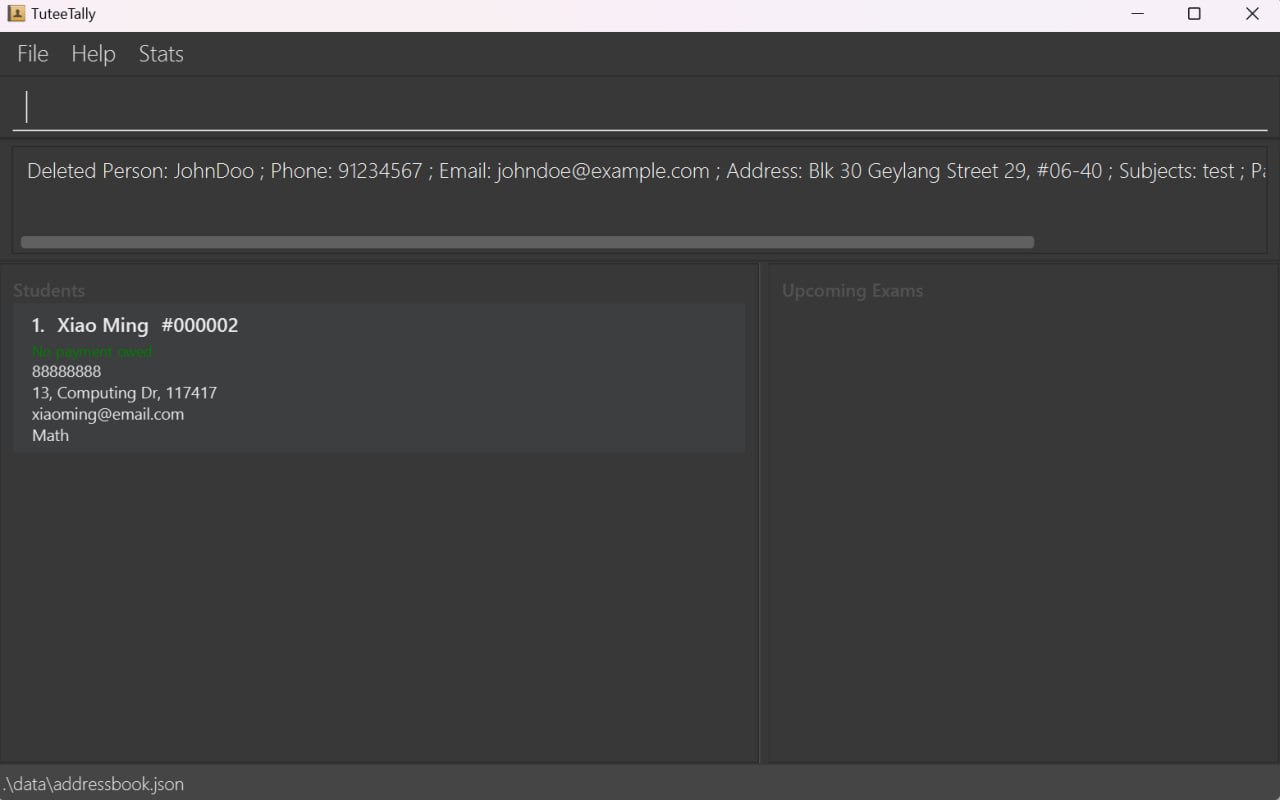 TuteeTally
File Help Stats
Deleted Person: JohnDoo ; Phone: 91234567 ; Email: johndoe@example.com ; Address: Blk 30 Geylang Street 29, #06-40 ; Subjects: test ;
Students
1. Xiao Ming #000002
No payment owed
88888888
13, Computing Dr, 117417
xiaoming@email.com
Math
Upcoming Exams
.\data\addressbook.json